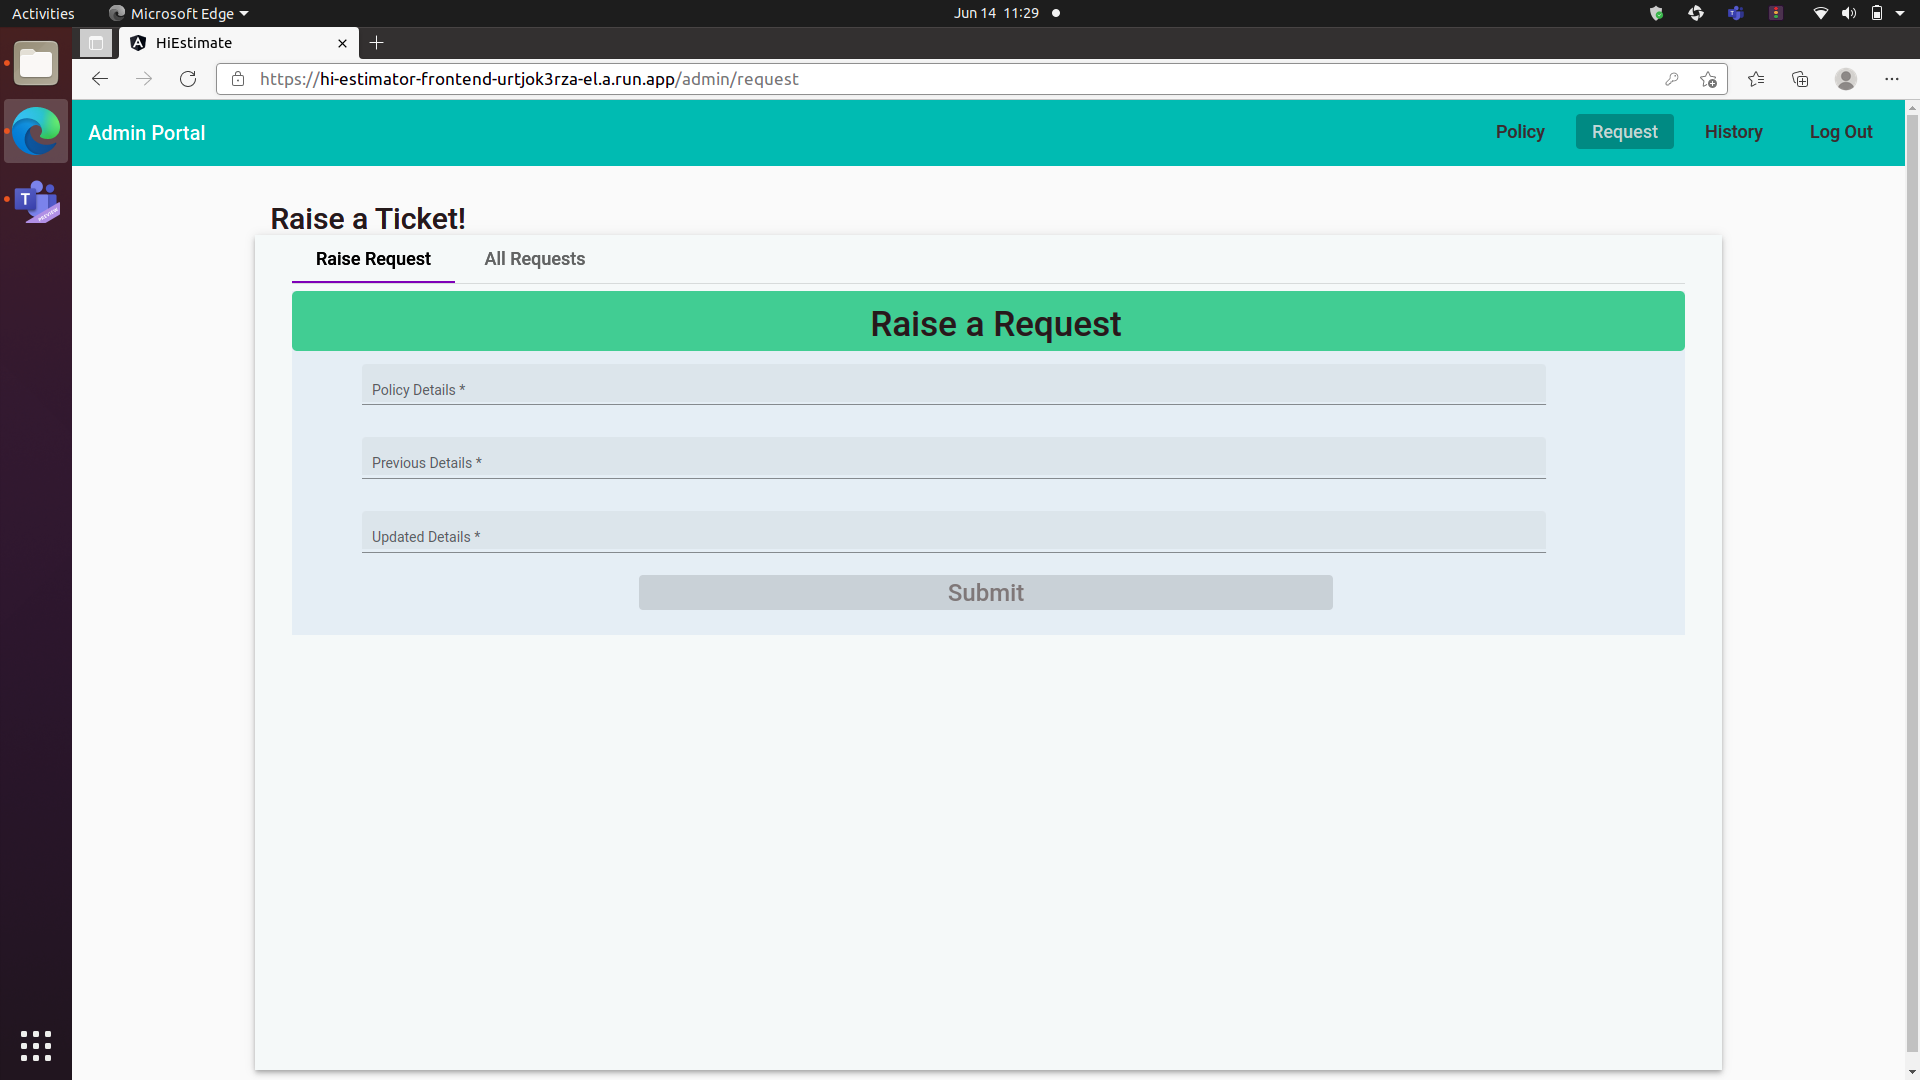 Activities Microsoft Edge Jun 14 11:29
HiEstimate
https://hi-estimator-frontend-urtjok3rza-el.a.run.app/admin/request
Admin Portal Policy Request History Log Out
Raise a Ticket!
Raise Request All Requests
Raise a Request
Policy Details *
Previous Details *
Updated Details *
Submit